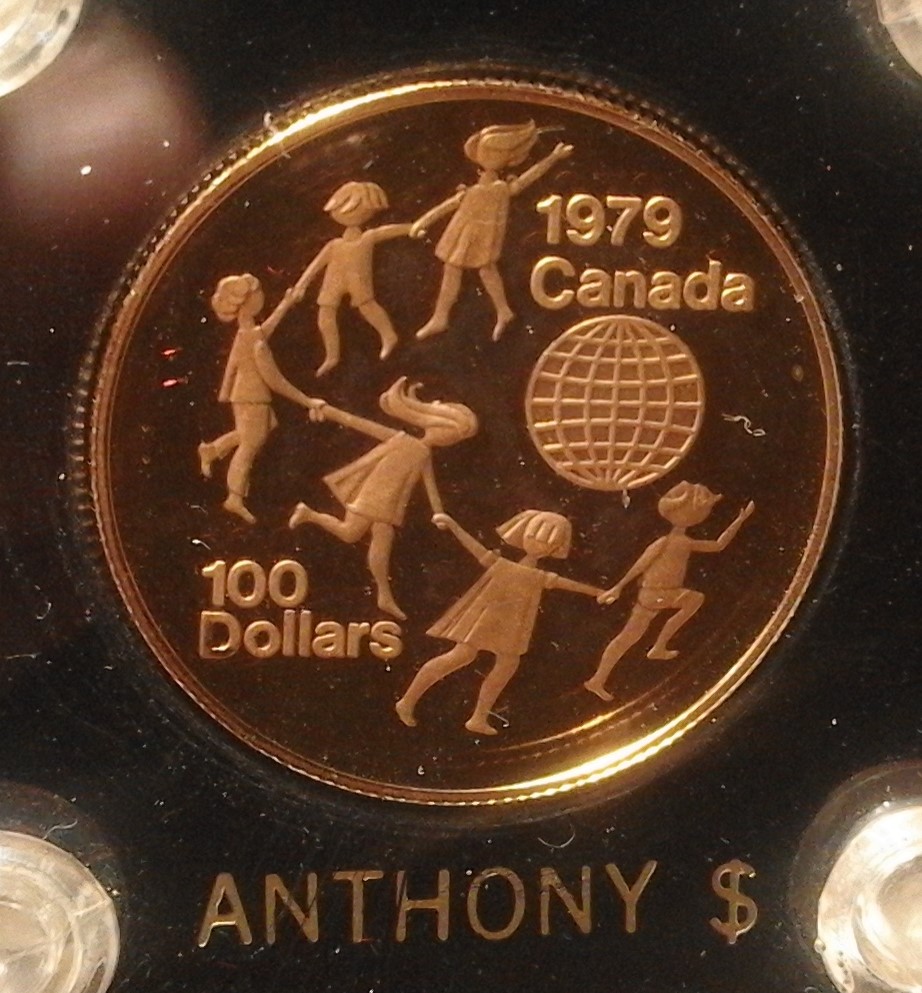 1979
Canada
100
Dollars
ANTHONY $